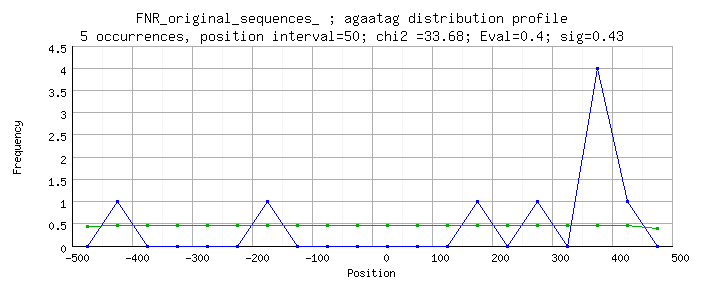 FNR_original_sequences_ ; agaatag distribution profile
5 occurrences, position interval=50; chi2 =33.68; Eval=0.4; sig=0.43
4.5
4
3.5
3
2.5
2
1.5
1
0.5
0
Frequency
-500 -400 -300 -200 -100 0 100 200 300 400 500
Position